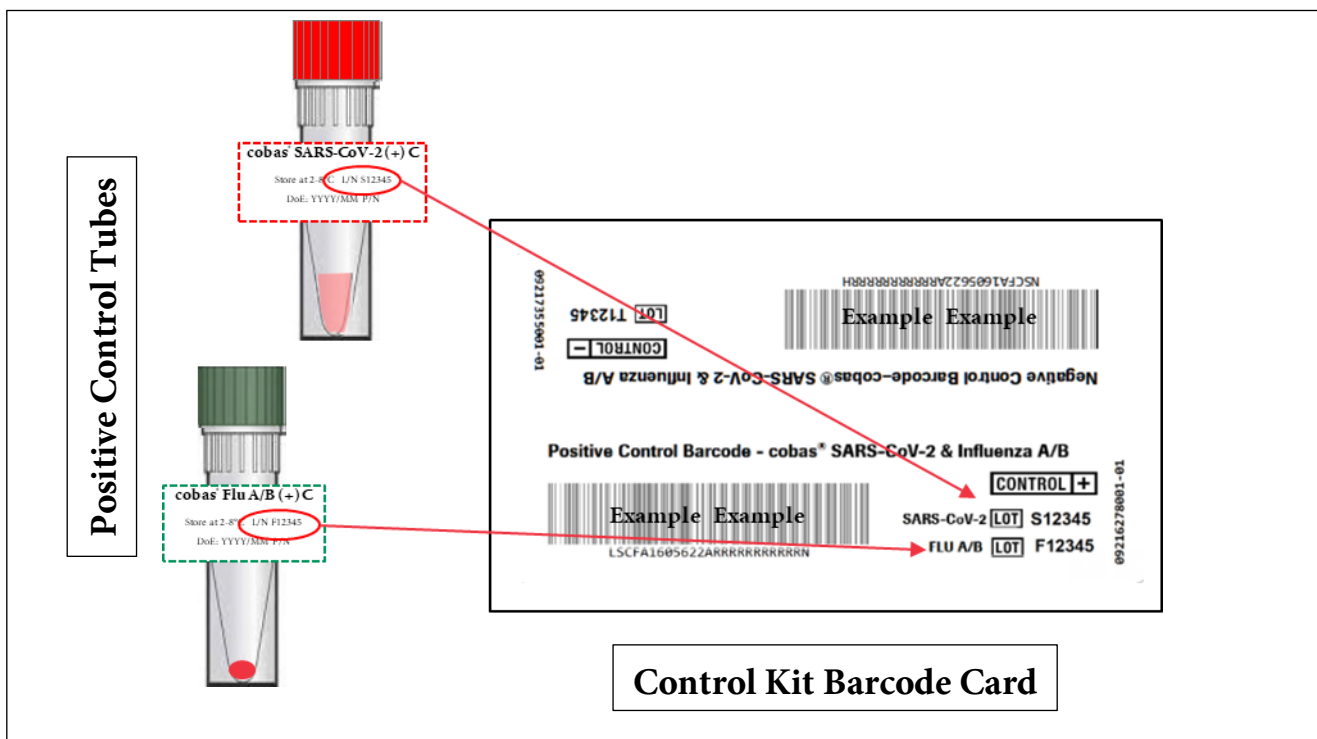 Positive Control Tubes
cobas® SARS-CoV-2 (+) C
Store at 2-8°C L/N S12345
DoE: YYYY/MM P/N
cobas® Flu A/B (+) C
Store at 2-8°C L/N F12345
DoE: YYYY/MM P/N
Negative Control Barcode–cobas® SARS-CoV-2 & Influenza A/B
CONTROL –
LOT T12345
Example Example
NSCFA1605622ARRRRRRRRRRRRH
09217355001-01
Positive Control Barcode - cobas® SARS-CoV-2 & Influenza A/B
CONTROL +
Example Example
LSCFA1605622ARRRRRRRRRRRRN
SARS-CoV-2 LOT S12345
FLU A/B LOT F12345
09216278001-01
Control Kit Barcode Card